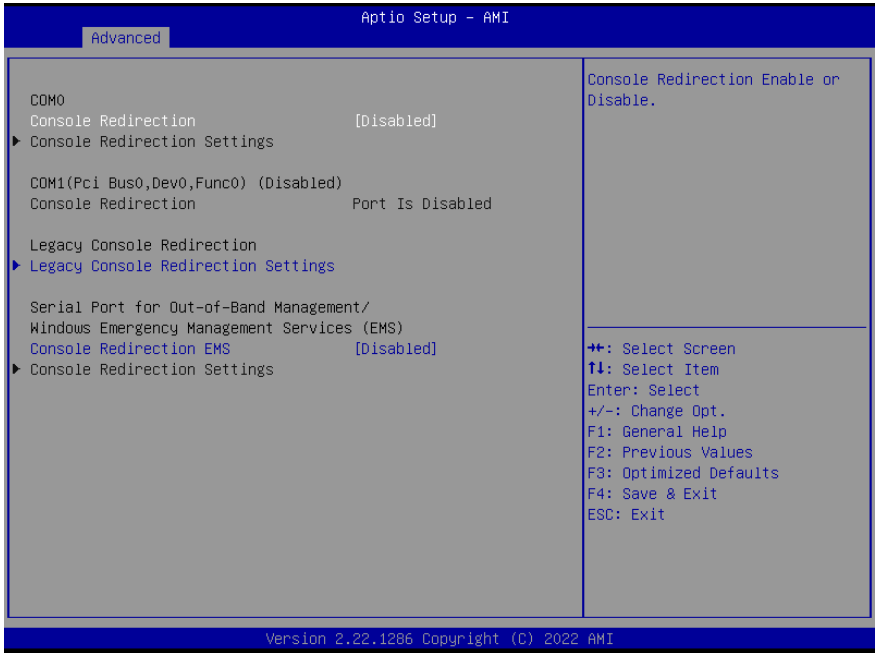 Aptio Setup – AMI
Advanced
COM0
Console Redirection [Disabled]
▶ Console Redirection Settings
COM1(Pci Bus0,Dev0,Func0) (Disabled)
Console Redirection Port Is Disabled
Legacy Console Redirection
▶ Legacy Console Redirection Settings
Serial Port for Out-of-Band Management/
Windows Emergency Management Services (EMS)
Console Redirection EMS [Disabled]
▶ Console Redirection Settings
Console Redirection Enable or
Disable.
→←: Select Screen
↑↓: Select Item
Enter: Select
+/-: Change Opt.
F1: General Help
F2: Previous Values
F3: Optimized Defaults
F4: Save & Exit
ESC: Exit
Version 2.22.1286 Copyright (C) 2022 AMI